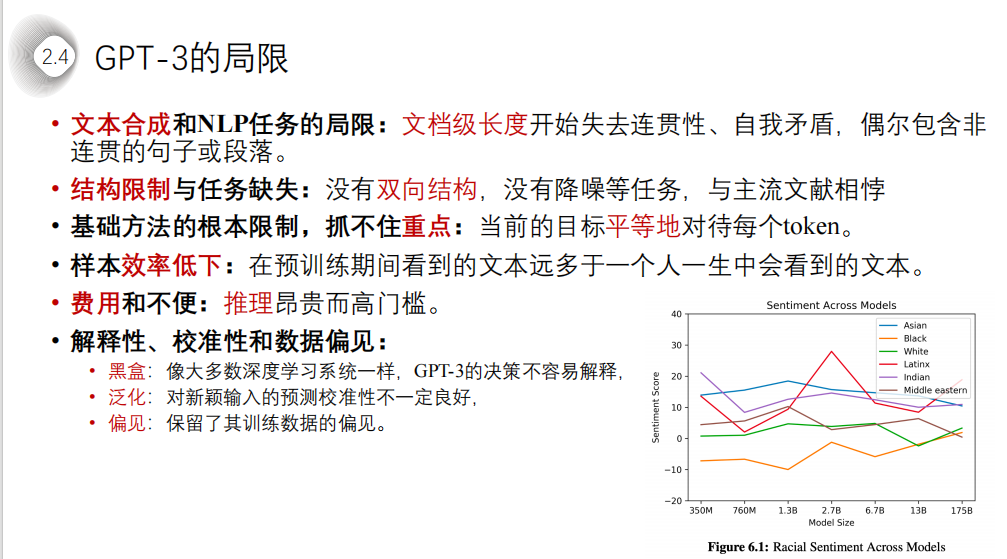 2.4
GPT-3的局限
• 文本合成和NLP任务的局限：文档级长度开始失去连贯性、自我矛盾，偶尔包含非
连贯的句子或段落。
• 结构限制与任务缺失：没有双向结构，没有降噪等任务，与主流文献相悖
• 基础方法的根本限制，抓不住重点：当前的目标平等地对待每个token。
• 样本效率低下：在预训练期间看到的文本远多于一个人一生中会看到的文本。
• 费用和不便：推理昂贵而高门槛。
• 解释性、校准性和数据偏见：
• 黑盒：像大多数深度学习系统一样，GPT-3的决策不容易解释，
• 泛化：对新颖输入的预测校准性不一定良好，
• 偏见：保留了其训练数据的偏见。
Sentiment Across Models
Sentiment Score
40
30
20
10
0
−10
−20
Asian
Black
White
Latinx
Indian
Middle eastern
350M 760M 1.3B 2.7B 6.7B 13B 175B
Model Size
Figure 6.1: Racial Sentiment Across Models